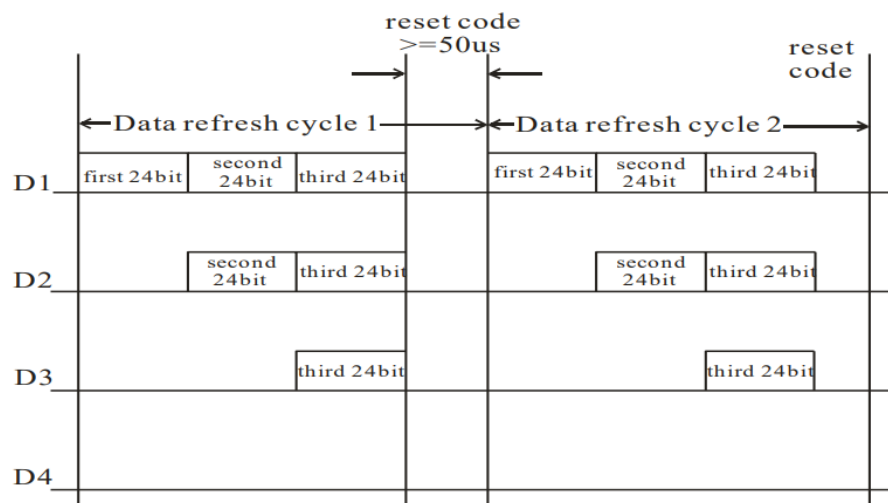 reset code
>=50us
reset
code
Data refresh cycle 1
Data refresh cycle 2
D1
first 24bit
second
24bit
third 24bit
first 24bit
second
24bit
third 24bit
D2
second
24bit
third 24bit
second
24bit
third 24bit
D3
third 24bit
third 24bit
D4